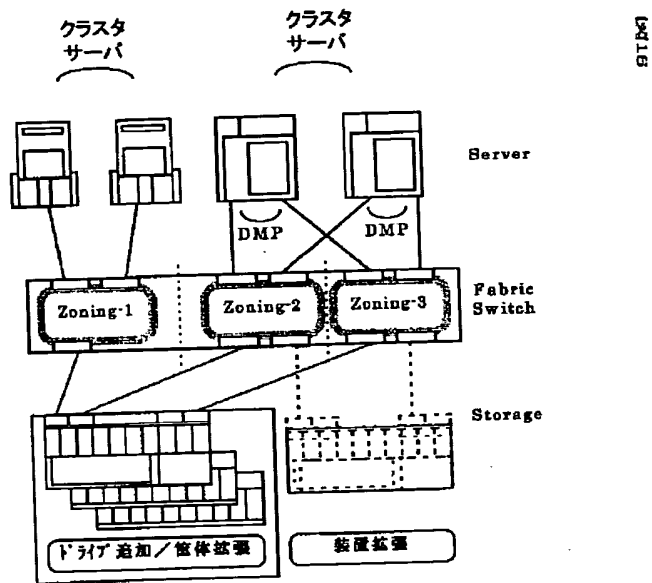 クラスタ
サーバ
クラスタ
サーバ
図16
Server
DMP
DMP
Zoning-1
Zoning-2
Zoning-3
Fabric
Switch
Storage
ドライブ追加／筐体拡張
装置拡張